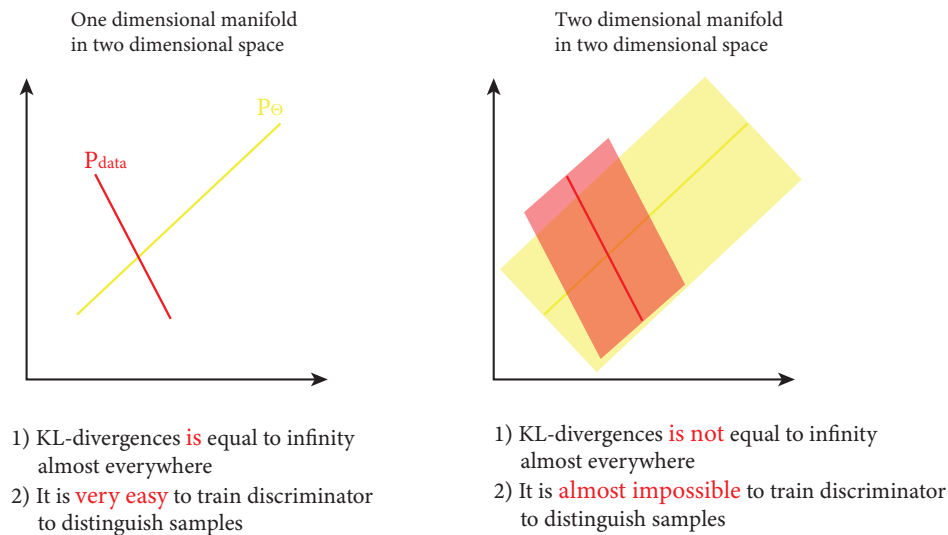 One dimensional manifold
in two dimensional space
PΘ
Pdata
1) KL-divergences is equal to infinity
almost everywhere
2) It is very easy to train discriminator
to distinguish samples
Two dimensional manifold
in two dimensional space
1) KL-divergences is not equal to infinity
almost everywhere
2) It is almost impossible to train discriminator
to distinguish samples